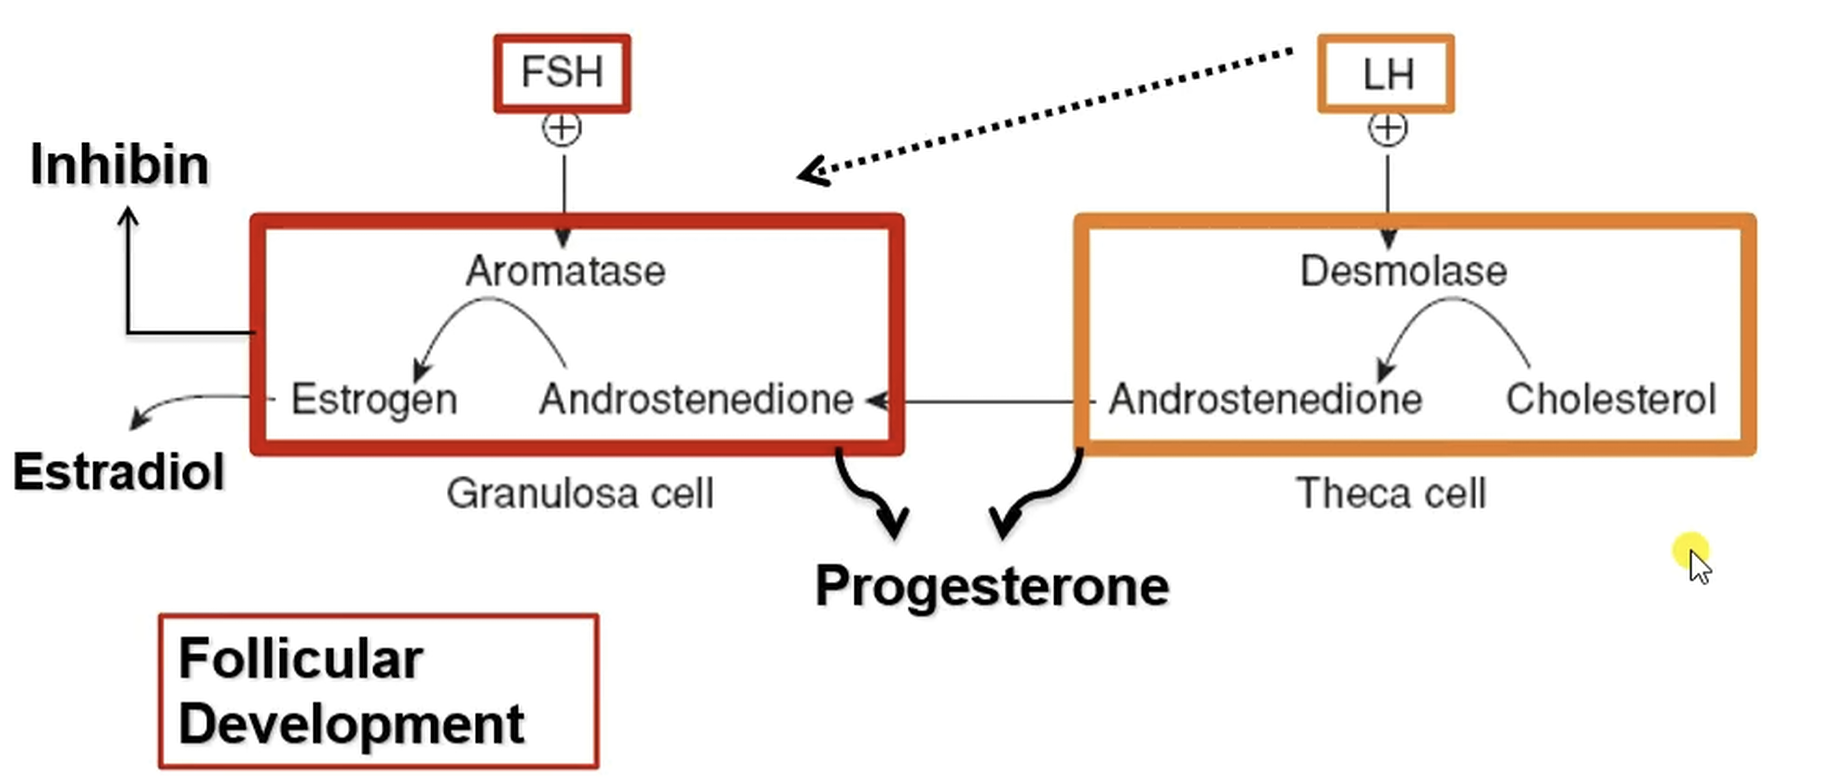 FSH
LH
Inhibin
Aromatase
Desmolase
Estrogen
Androstenedione
Androstenedione
Cholesterol
Estradiol
Granulosa cell
Theca cell
Progesterone
Follicular
Development